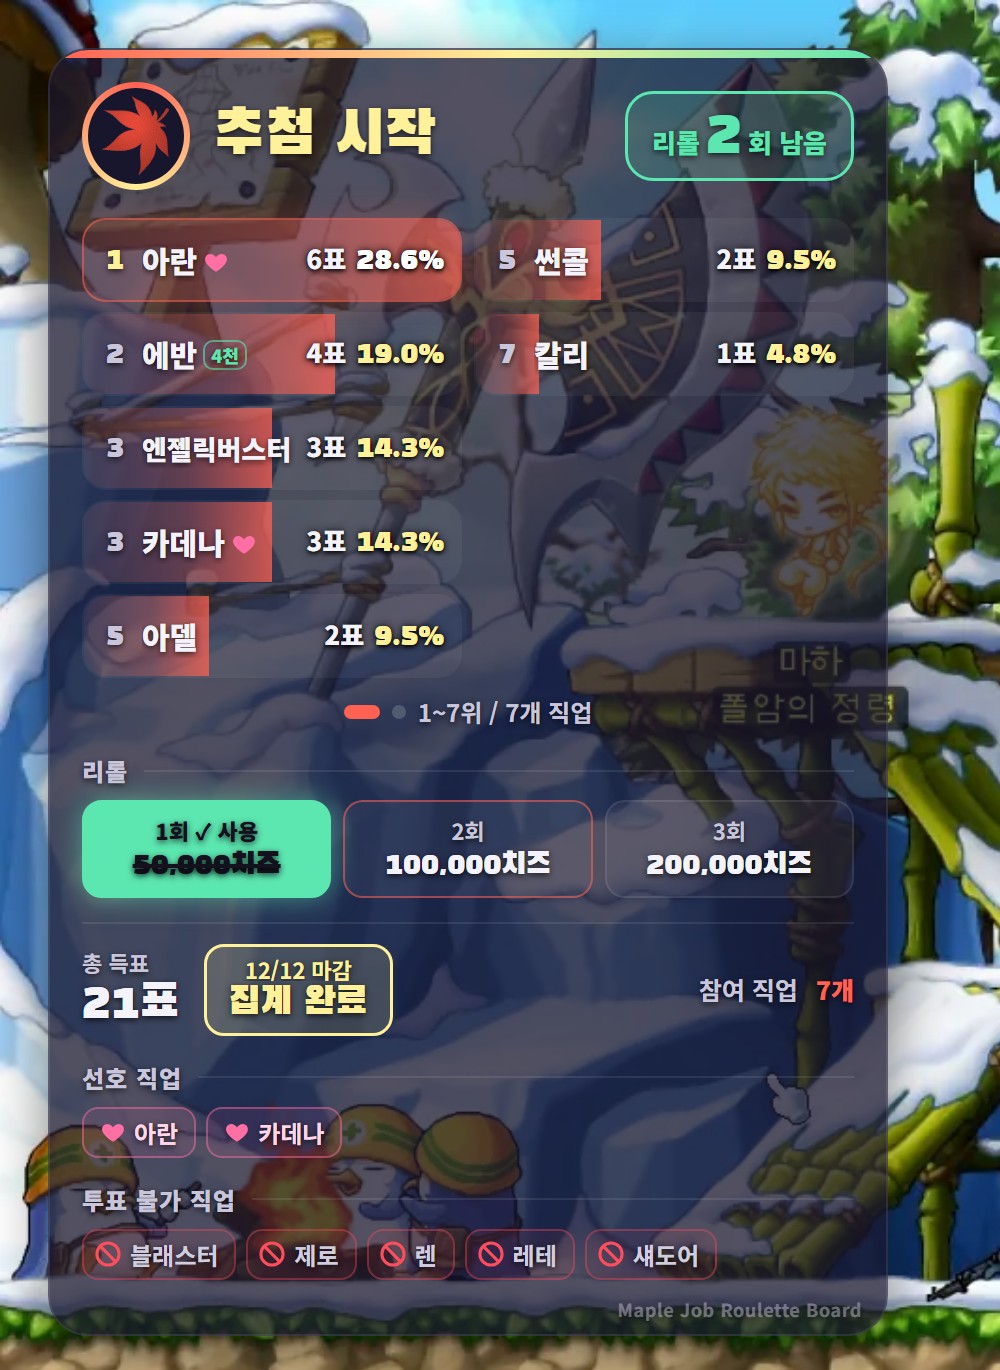 추첨 시작
리롤 2 회 남음
1 아란 6표 28.6%
2 에반 4천 4표 19.0%
3 엔젤릭버스터 3표 14.3%
3 카데나 3표 14.3%
5 아델 2표 9.5%
5 썬콜 2표 9.5%
7 칼리 1표 4.8%
마하
폴암의 정령
1~7위 / 7개 직업
리롤
1회 ✓ 사용
50,000치즈
2회
100,000치즈
3회
200,000치즈
총 득표
21표
12/12 마감
집계 완료
참여 직업 7개
선호 직업
아란 카데나
투표 불가 직업
블래스터 제로 렌 레테 섀도어
Maple Job Roulette Board